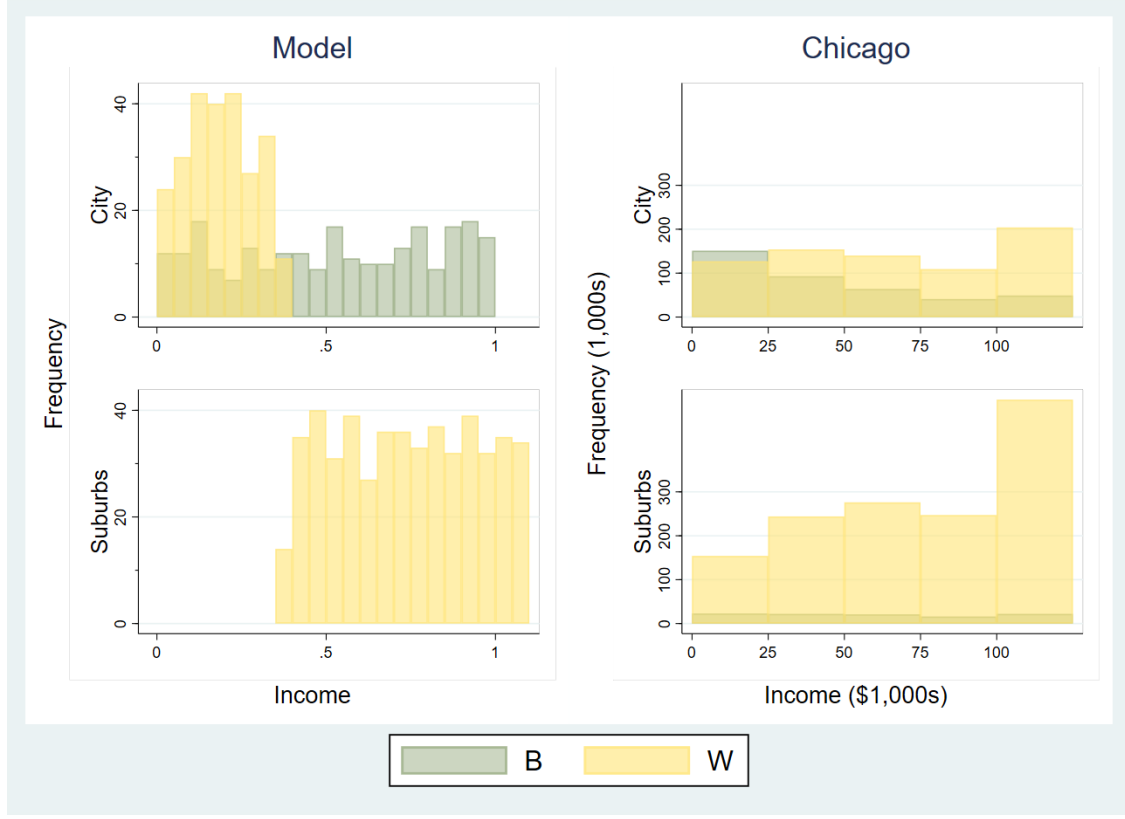 Model
Chicago
City
40
20
0
0 .5 1
City
300
200
100
0
0 25 50 75 100
Frequency
Suburbs
40
20
0
0 .5 1
Frequency (1,000s)
Suburbs
300
200
100
0
0 25 50 75 100
Income
Income ($1,000s)
B W